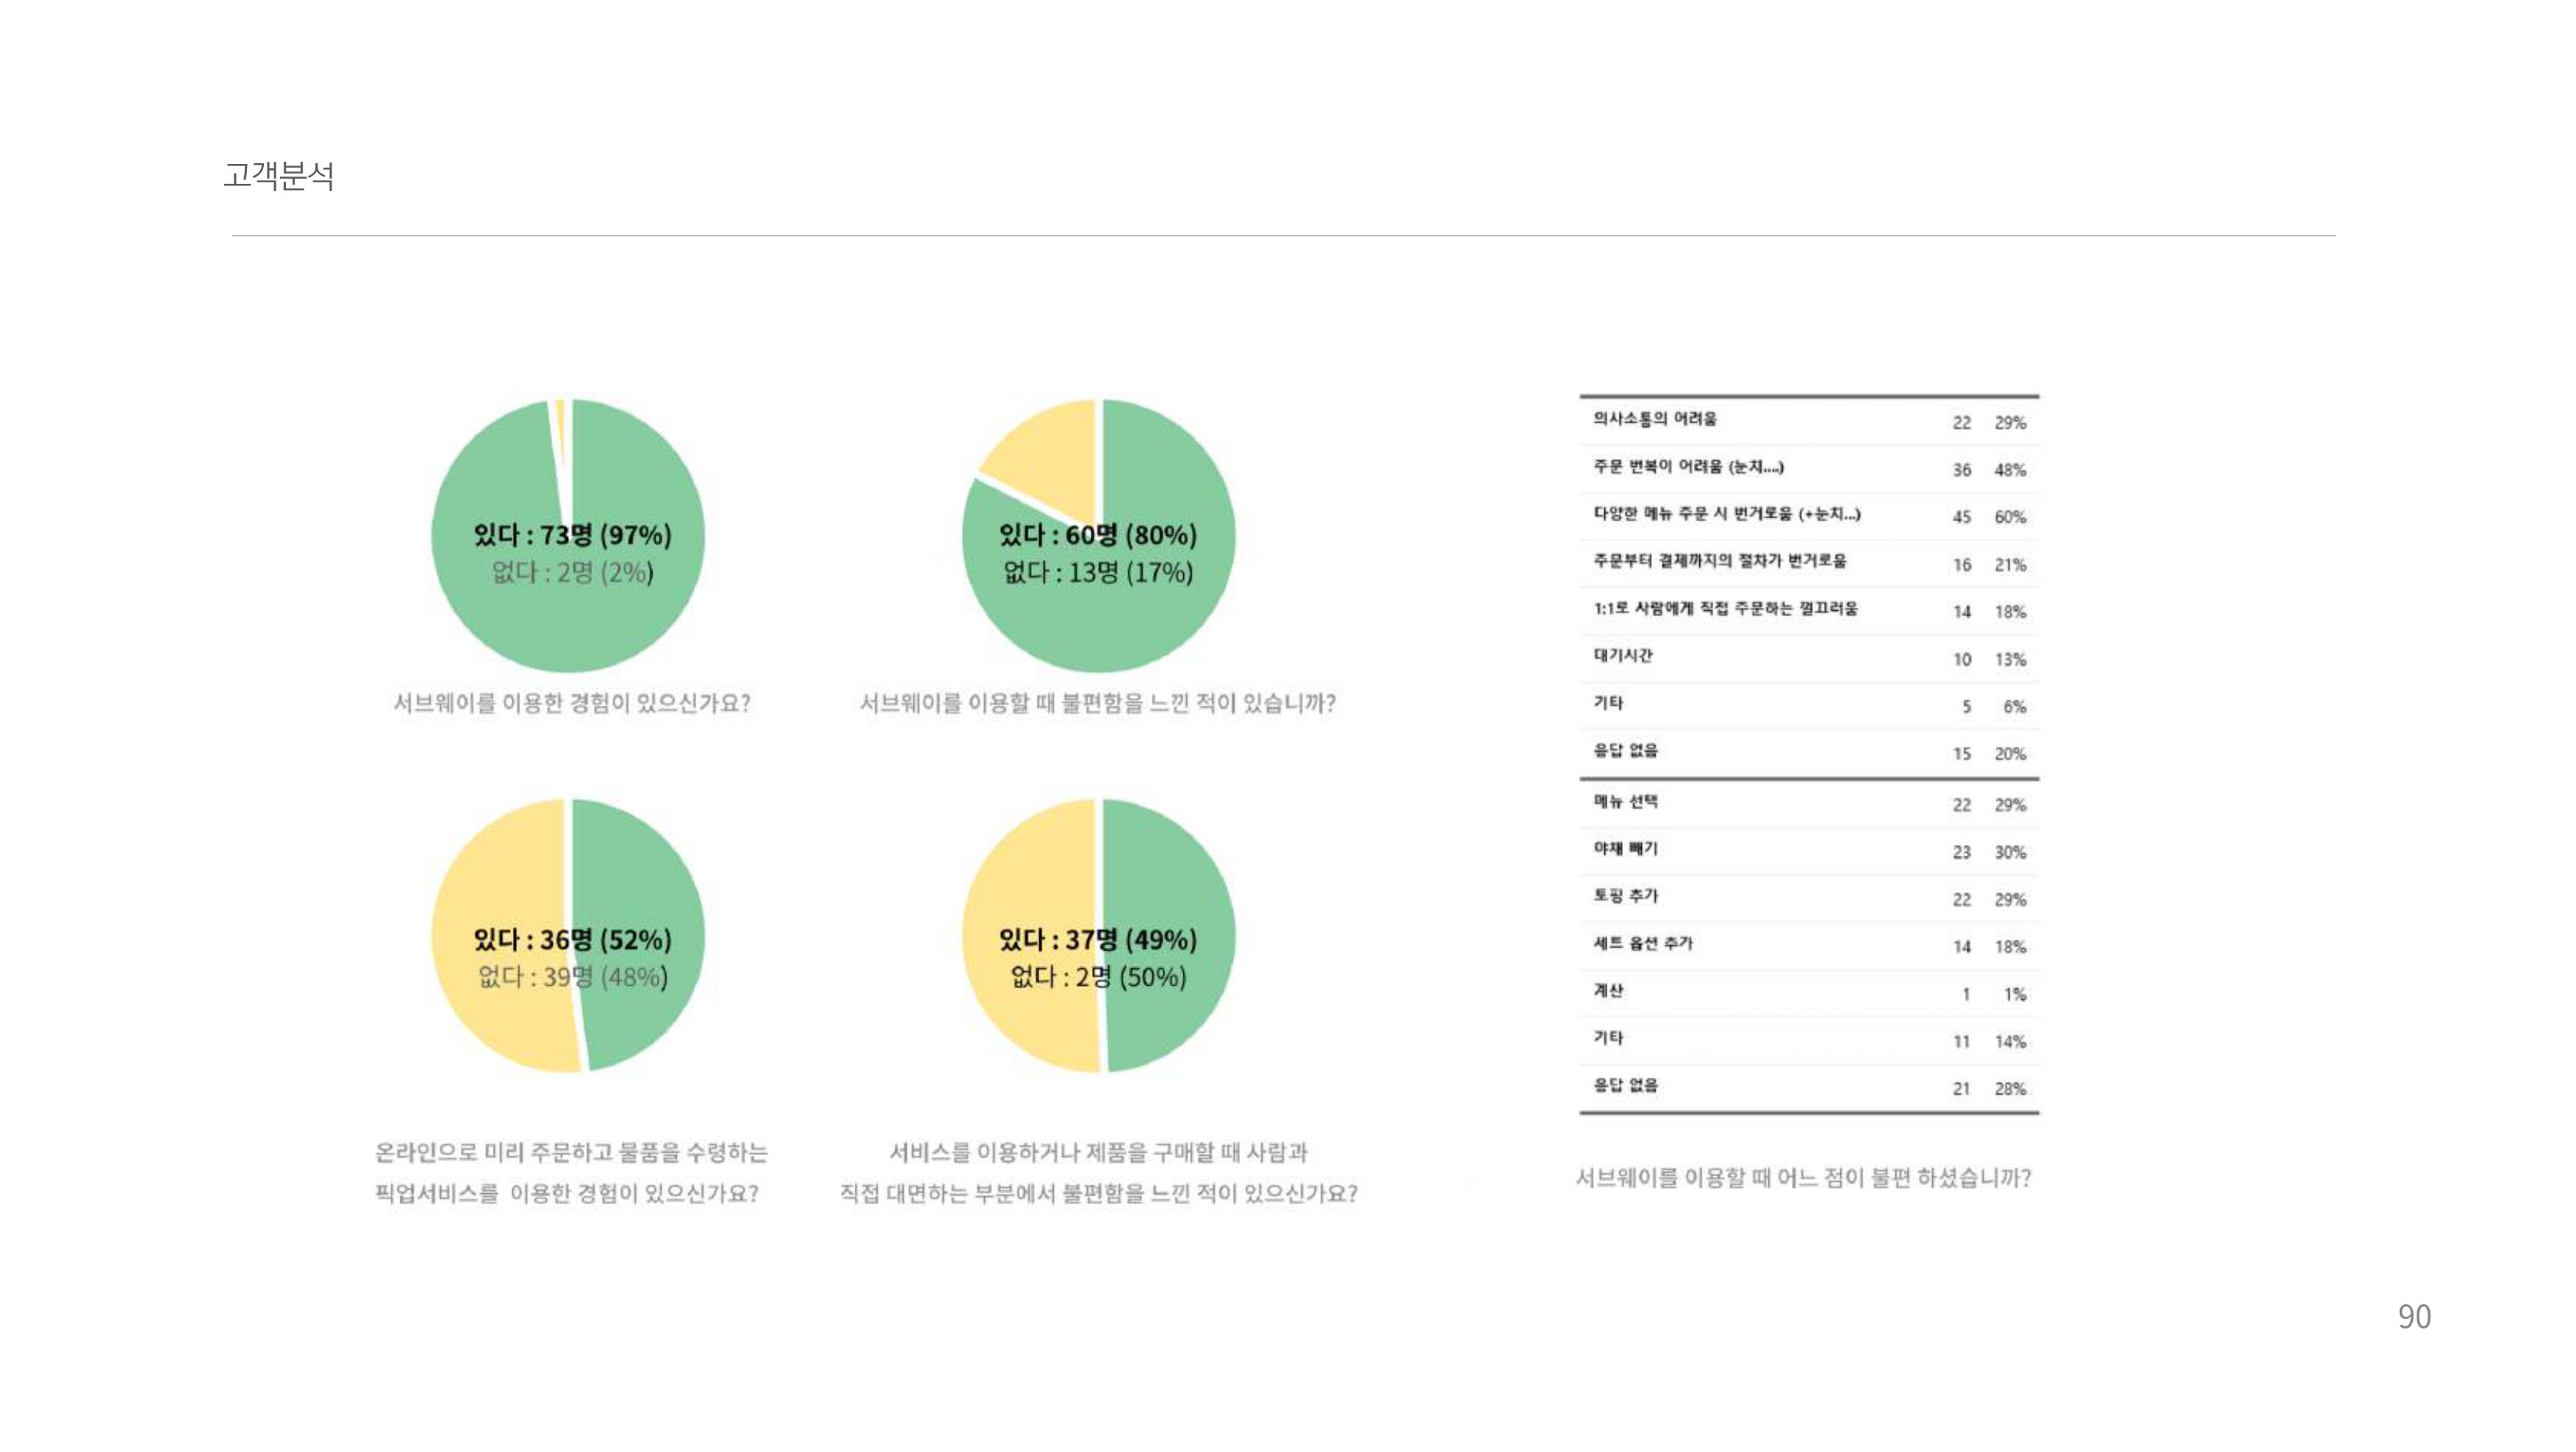 고객분석
있다 : 73명 (97%)
없다 : 2명 (2%)
서브웨이를 이용한 경험이 있으신가요?
있다 : 60명 (80%)
없다 : 13명 (17%)
서브웨이를 이용할 때 불편함을 느낀 적이 있습니까?
있다 : 36명 (52%)
없다 : 39명 (48%)
온라인으로 미리 주문하고 물품을 수령하는
픽업서비스를 이용한 경험이 있으신가요?
있다 : 37명 (49%)
없다 : 2명 (50%)
서비스를 이용하거나 제품을 구매할 때 사람과
직접 대면하는 부분에서 불편함을 느낀 적이 있으신가요?
의사소통의 어려움 22 29%
주문 번복이 어려움 (눈치....) 36 48%
다양한 메뉴 주문 시 번거로움 (+눈치...) 45 60%
주문부터 결제까지의 절차가 번거로움 16 21%
1:1로 사람에게 직접 주문하는 껄끄러움 14 18%
대기시간 10 13%
기타 5 6%
응답 없음 15 20%
메뉴 선택 22 29%
야채 빼기 23 30%
토핑 추가 22 29%
세트 옵션 추가 14 18%
계산 1 1%
기타 11 14%
응답 없음 21 28%
서브웨이를 이용할 때 어느 점이 불편 하셨습니까?
90